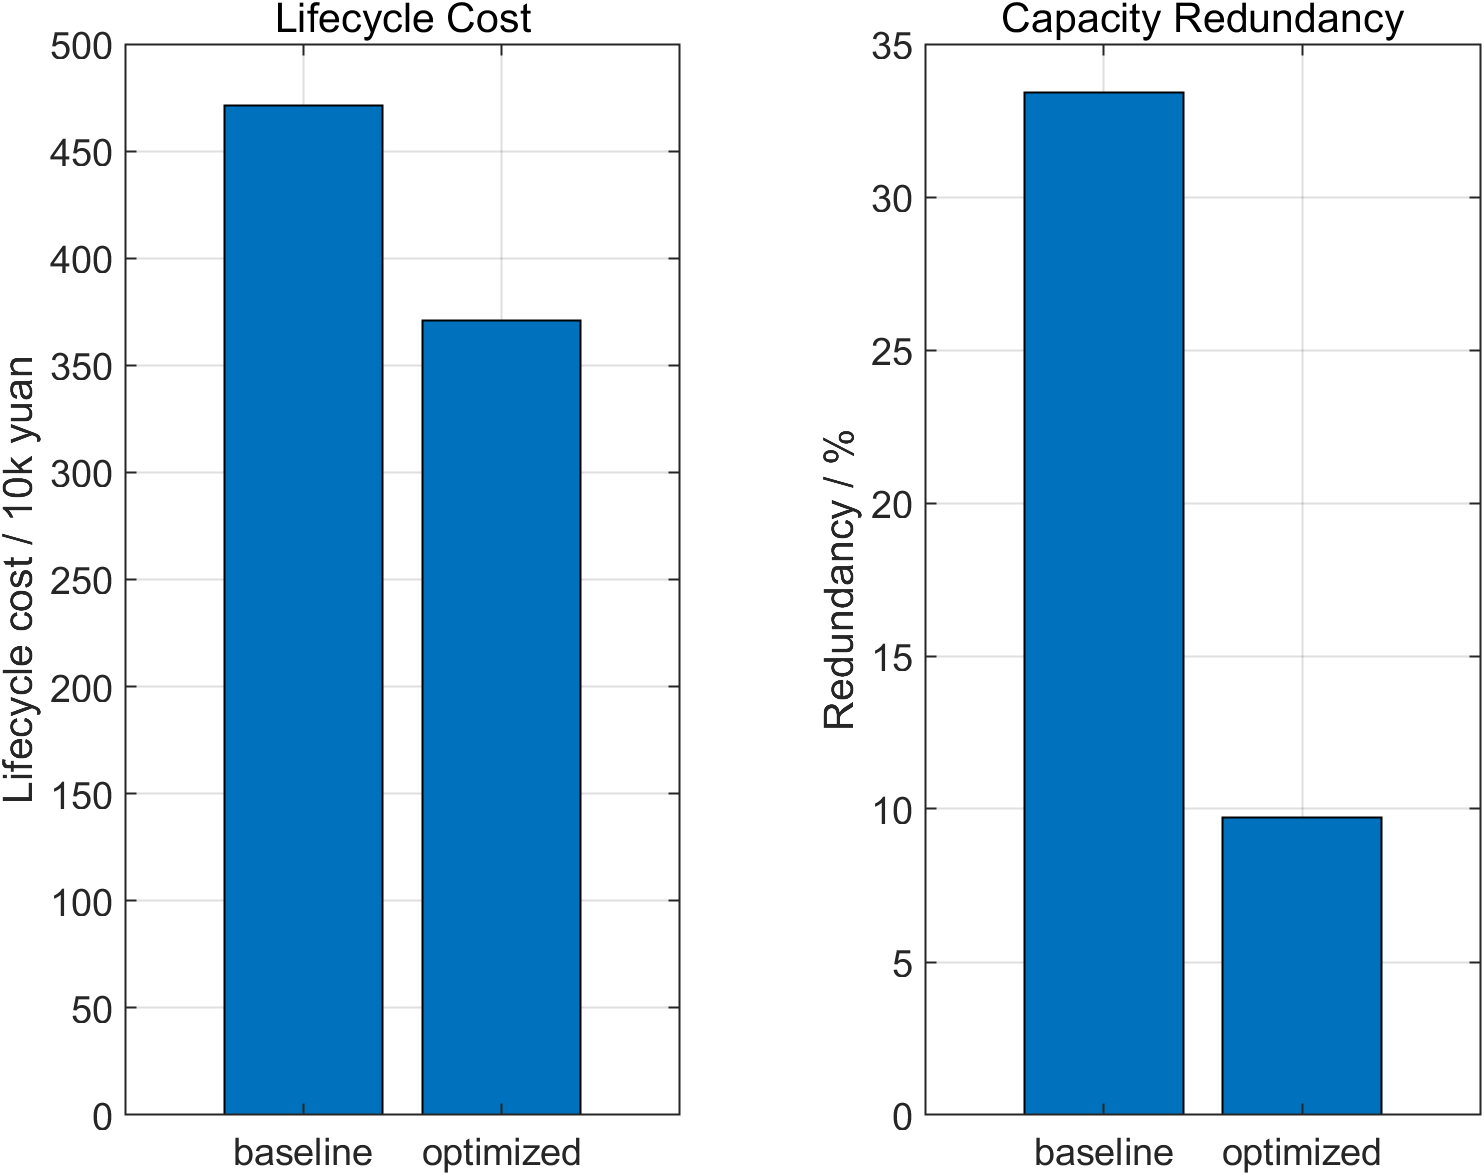 Lifecycle Cost
Lifecycle cost / 10k yuan
500
450
400
350
300
250
200
150
100
50
0
baseline
optimized
Capacity Redundancy
Redundancy / %
35
30
25
20
15
10
5
0
baseline
optimized